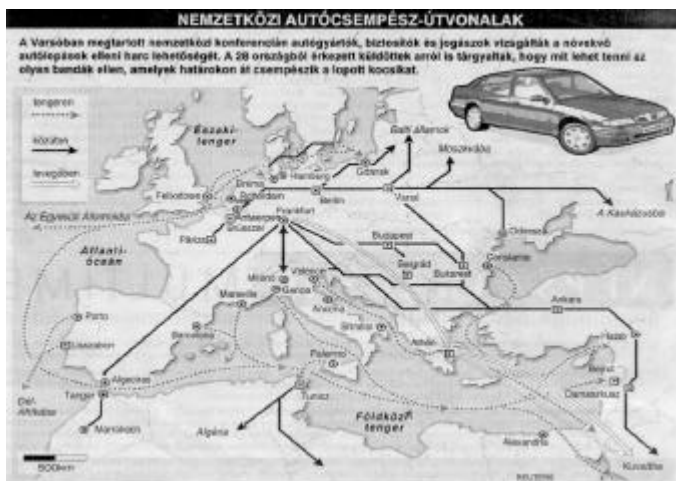 NEMZETKÖZI AUTÓCSEMPÉSZ-ÚTVONALAK
A Varsóban megtartott nemzetközi konferencián autógyártók, biztosítók és jogászok vizsgálták a növekvő
autólopások elleni harc lehetőségét. A 28 országból érkezett küldöttek arról is tárgyaltak, hogy mit lehet tenni az
olyan bandák ellen, amelyek határokon át csempészik a lopott kocsikat.
tengeren
közúton
levegőben
Északi-
tenger
Balti államok
Moszkvába
Bréma
Hamburg
Gdansk
Felixstowe
Rotterdam
Berlin
Varsó
Az Egyesült Államokba
Antwerpen
Brüsszel
Frankfurt
A Kaukázusba
Párizs
Odessza
Atlanti-
óceán
Budapest
Belgrád
Bukarest
Constanta
Milánó
Velence
Genoa
Marseille
Ancona
Ankara
Porto
Barcelona
Brindisi
Lisszabon
Palermo
Athén
Bejrút
Algeciras
Damaszkusz
Dél-
Afrikába
Tanger
Tunisz
Marrakech
Algéria
Földközi-
tenger
Alexandria
Kuvaitba
500km
REUTERS